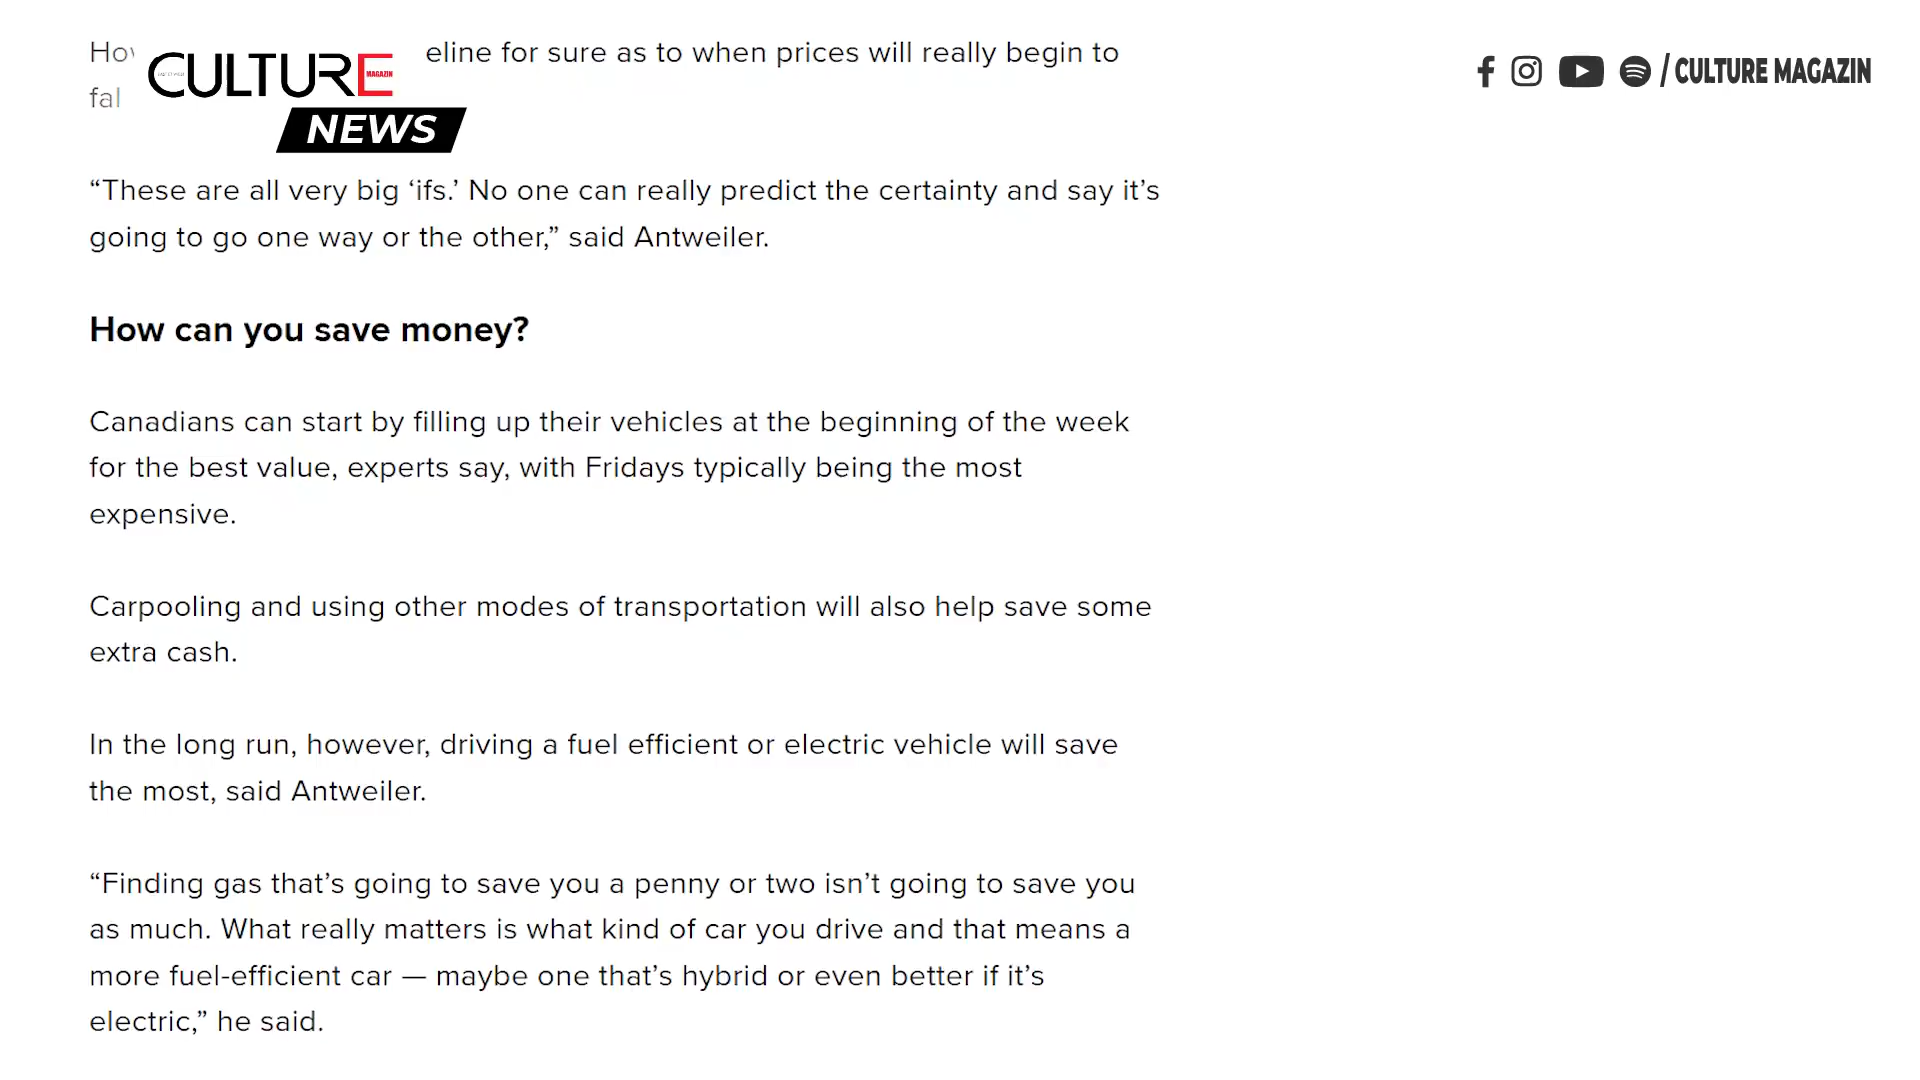 eline for sure as to when prices will really begin to
CULTURE
MAGAZIN
NEWS
/ CULTURE MAGAZIN
“These are all very big ‘ifs.’ No one can really predict the certainty and say it’s
going to go one way or the other,” said Antweiler.
How can you save money?
Canadians can start by filling up their vehicles at the beginning of the week
for the best value, experts say, with Fridays typically being the most
expensive.
Carpooling and using other modes of transportation will also help save some
extra cash.
In the long run, however, driving a fuel efficient or electric vehicle will save
the most, said Antweiler.
“Finding gas that’s going to save you a penny or two isn’t going to save you
as much. What really matters is what kind of car you drive and that means a
more fuel-efficient car — maybe one that’s hybrid or even better if it’s
electric,” he said.